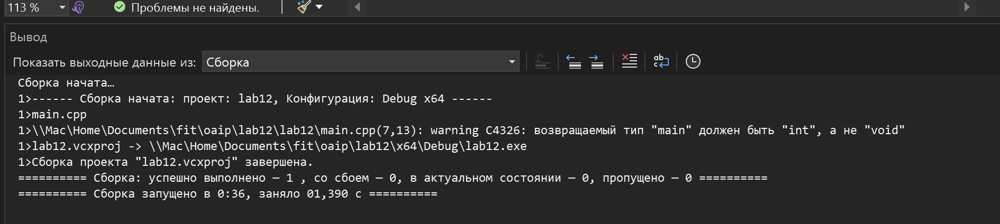 113 %
Проблемы не найдены.
Вывод
Показать выходные данные из: Сборка
Сборка начата…
1>------ Сборка начата: проект: lab12, Конфигурация: Debug x64 ------
1>main.cpp
1>\\Mac\Home\Documents\fit\oaip\lab12\lab12\main.cpp(7,13): warning C4326: возвращаемый тип "main" должен быть "int", а не "void"
1>lab12.vcxproj -> \\Mac\Home\Documents\fit\oaip\lab12\x64\Debug\lab12.exe
1>Сборка проекта "lab12.vcxproj" завершена.
========== Сборка: успешно выполнено — 1 , со сбоем — 0, в актуальном состоянии — 0, пропущено — 0 ==========
========== Сборка запущено в 0:36, заняло 01,390 с ==========